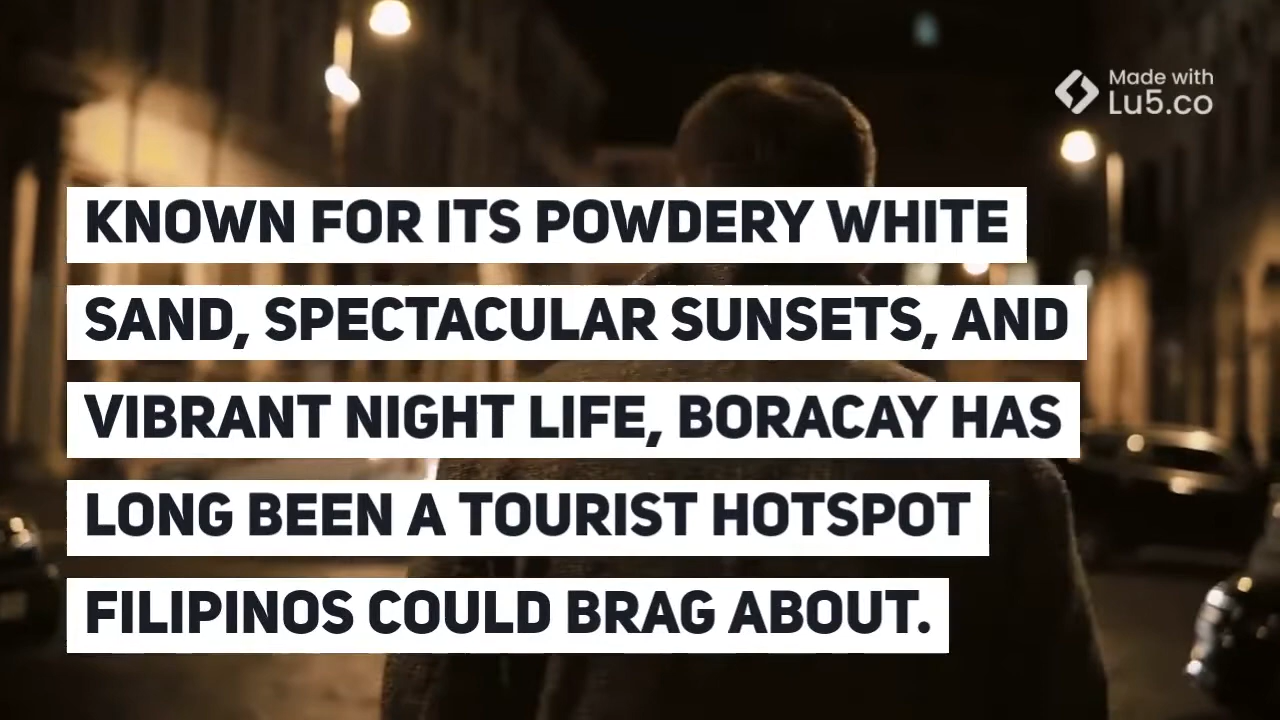 Made with
Lu5.co
KNOWN FOR ITS POWDERY WHITE
SAND, SPECTACULAR SUNSETS, AND
VIBRANT NIGHT LIFE, BORACAY HAS
LONG BEEN A TOURIST HOTSPOT
FILIPINOS COULD BRAG ABOUT.